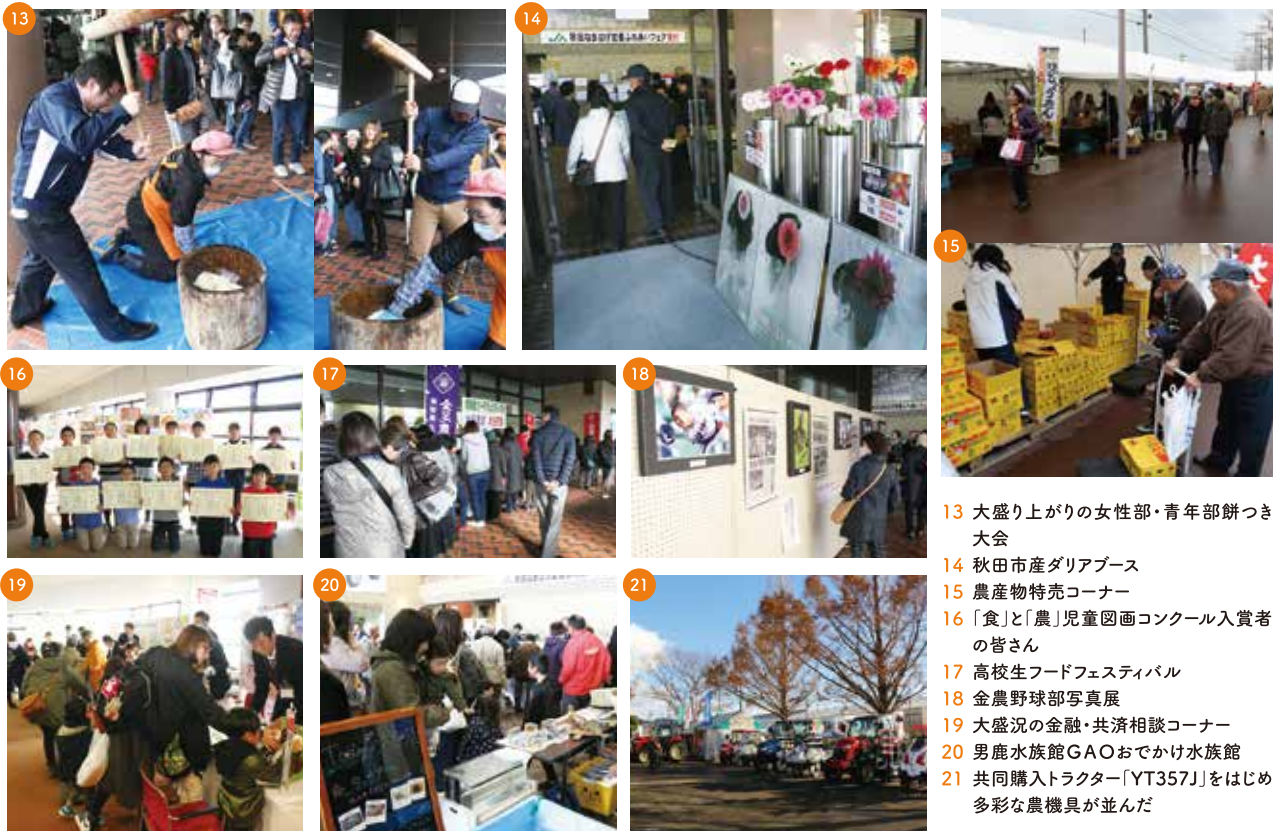 13
14
15
16
17
18
19
20
21
13 大盛り上がりの女性部・青年部餅つき
大会
14 秋田市産ダリアブース
15 農産物特売コーナー
16 「食」と「農」児童図画コンクール入賞者
の皆さん
17 高校生フードフェスティバル
18 金農野球部写真展
19 大盛況の金融・共済相談コーナー
20 男鹿水族館GAOおでかけ水族館
21 共同購入トラクター「YT357J」をはじめ
多彩な農機具が並んだ